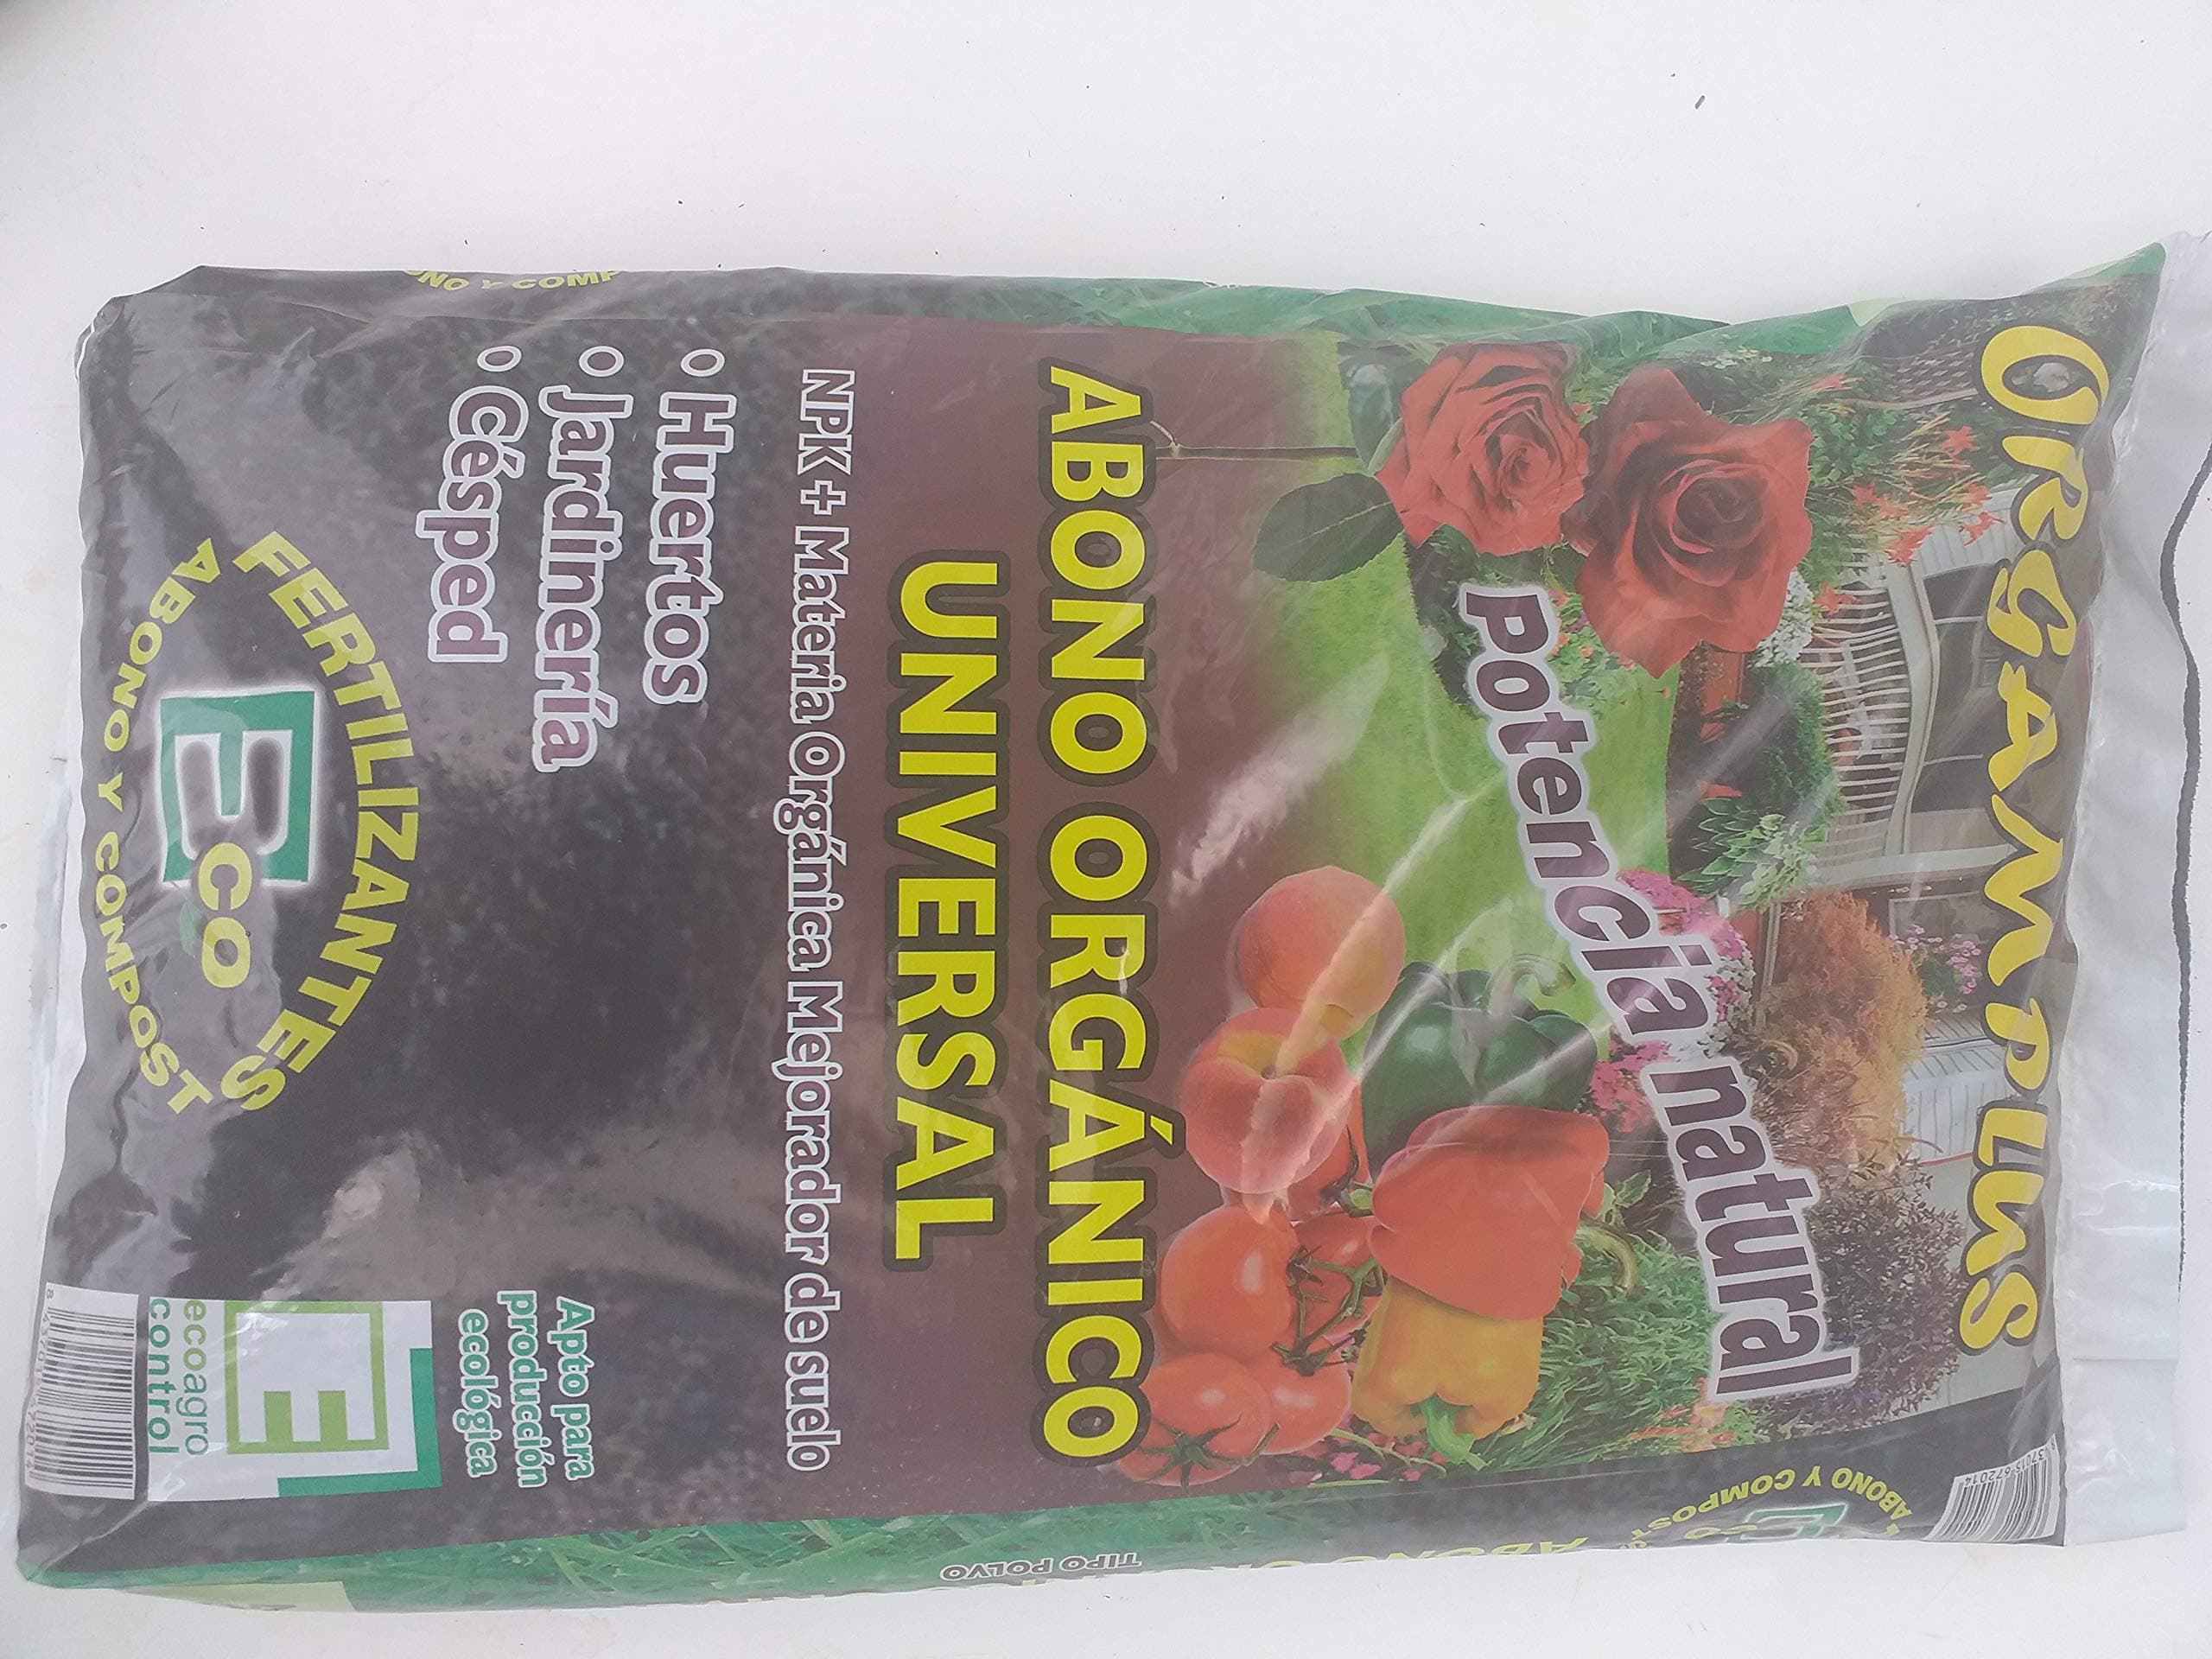 ORGAMPLUS
potencia natural
ABONO ORGÁNICO
UNIVERSAL
NPK + Materia Orgánica Mejorador de suelo
o Huertos
o Jardinería
o Césped
FERTILIZANTES
ECO
ABONO Y COMPOST
Apto para
producción
ecológica
E
ecoagro
control
ABONO Y COMPOST
TIPO POLVO